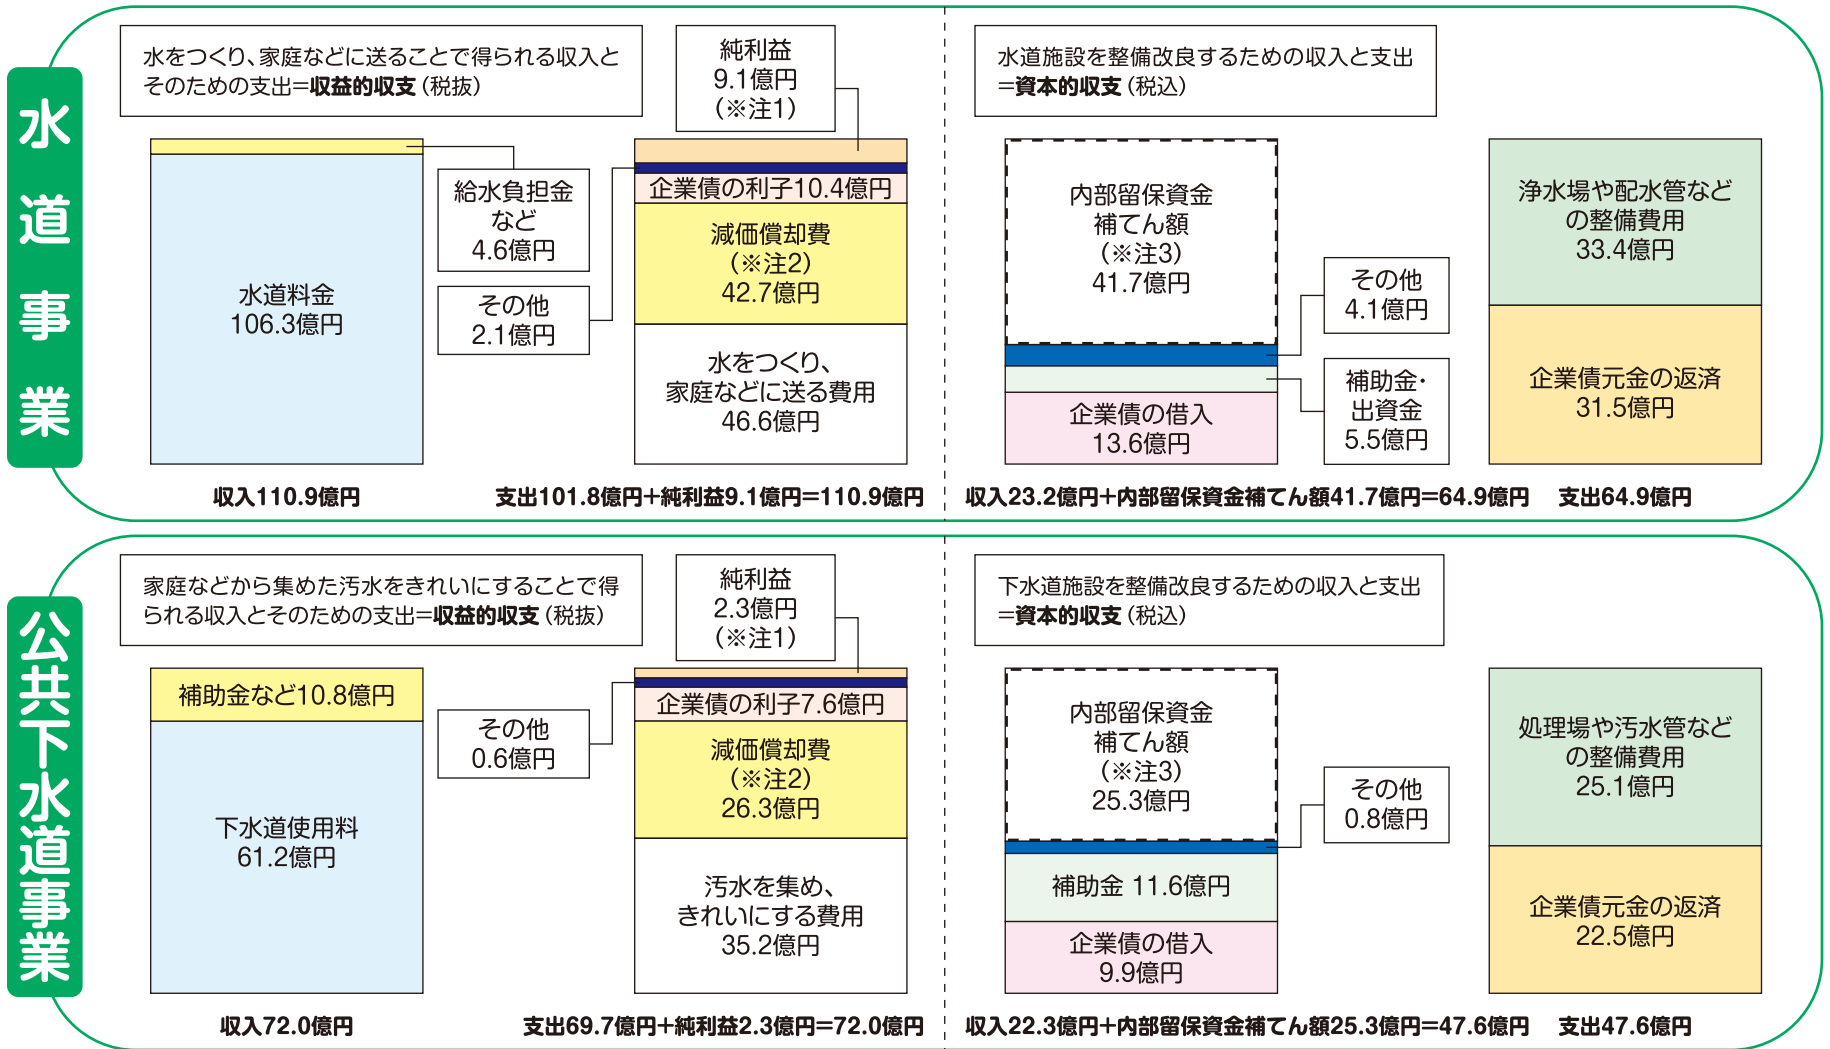 水道事業
水をつくり、家庭などに送ることで得られる収入と
そのための支出=収益的収支（税抜）
純利益
9.1億円
（※注1）
水道料金
106.3億円
給水負担金
など
4.6億円
その他
2.1億円
企業債の利子10.4億円
減価償却費
（※注2）
42.7億円
水をつくり、
家庭などに送る費用
46.6億円
収入110.9億円
支出101.8億円+純利益9.1億円=110.9億円
水道施設を整備改良するための収入と支出
=資本的収支（税込）
内部留保資金
補てん額
（※注3）
41.7億円
その他
4.1億円
補助金・
出資金
5.5億円
企業債の借入
13.6億円
浄水場や配水管など
の整備費用
33.4億円
企業債元金の返済
31.5億円
収入23.2億円+内部留保資金補てん額41.7億円=64.9億円
支出64.9億円
公共下水道事業
家庭などから集めた汚水をきれいにすることで得
られる収入とそのための支出=収益的収支（税抜）
純利益
2.3億円
（※注1）
補助金など10.8億円
下水道使用料
61.2億円
その他
0.6億円
企業債の利子7.6億円
減価償却費
（※注2）
26.3億円
汚水を集め、
きれいにする費用
35.2億円
収入72.0億円
支出69.7億円+純利益2.3億円=72.0億円
下水道施設を整備改良するための収入と支出
=資本的収支（税込）
内部留保資金
補てん額
（※注3）
25.3億円
その他
0.8億円
補助金 11.6億円
企業債の借入
9.9億円
処理場や汚水管など
の整備費用
25.1億円
企業債元金の返済
22.5億円
収入22.3億円+内部留保資金補てん額25.3億円=47.6億円
支出47.6億円